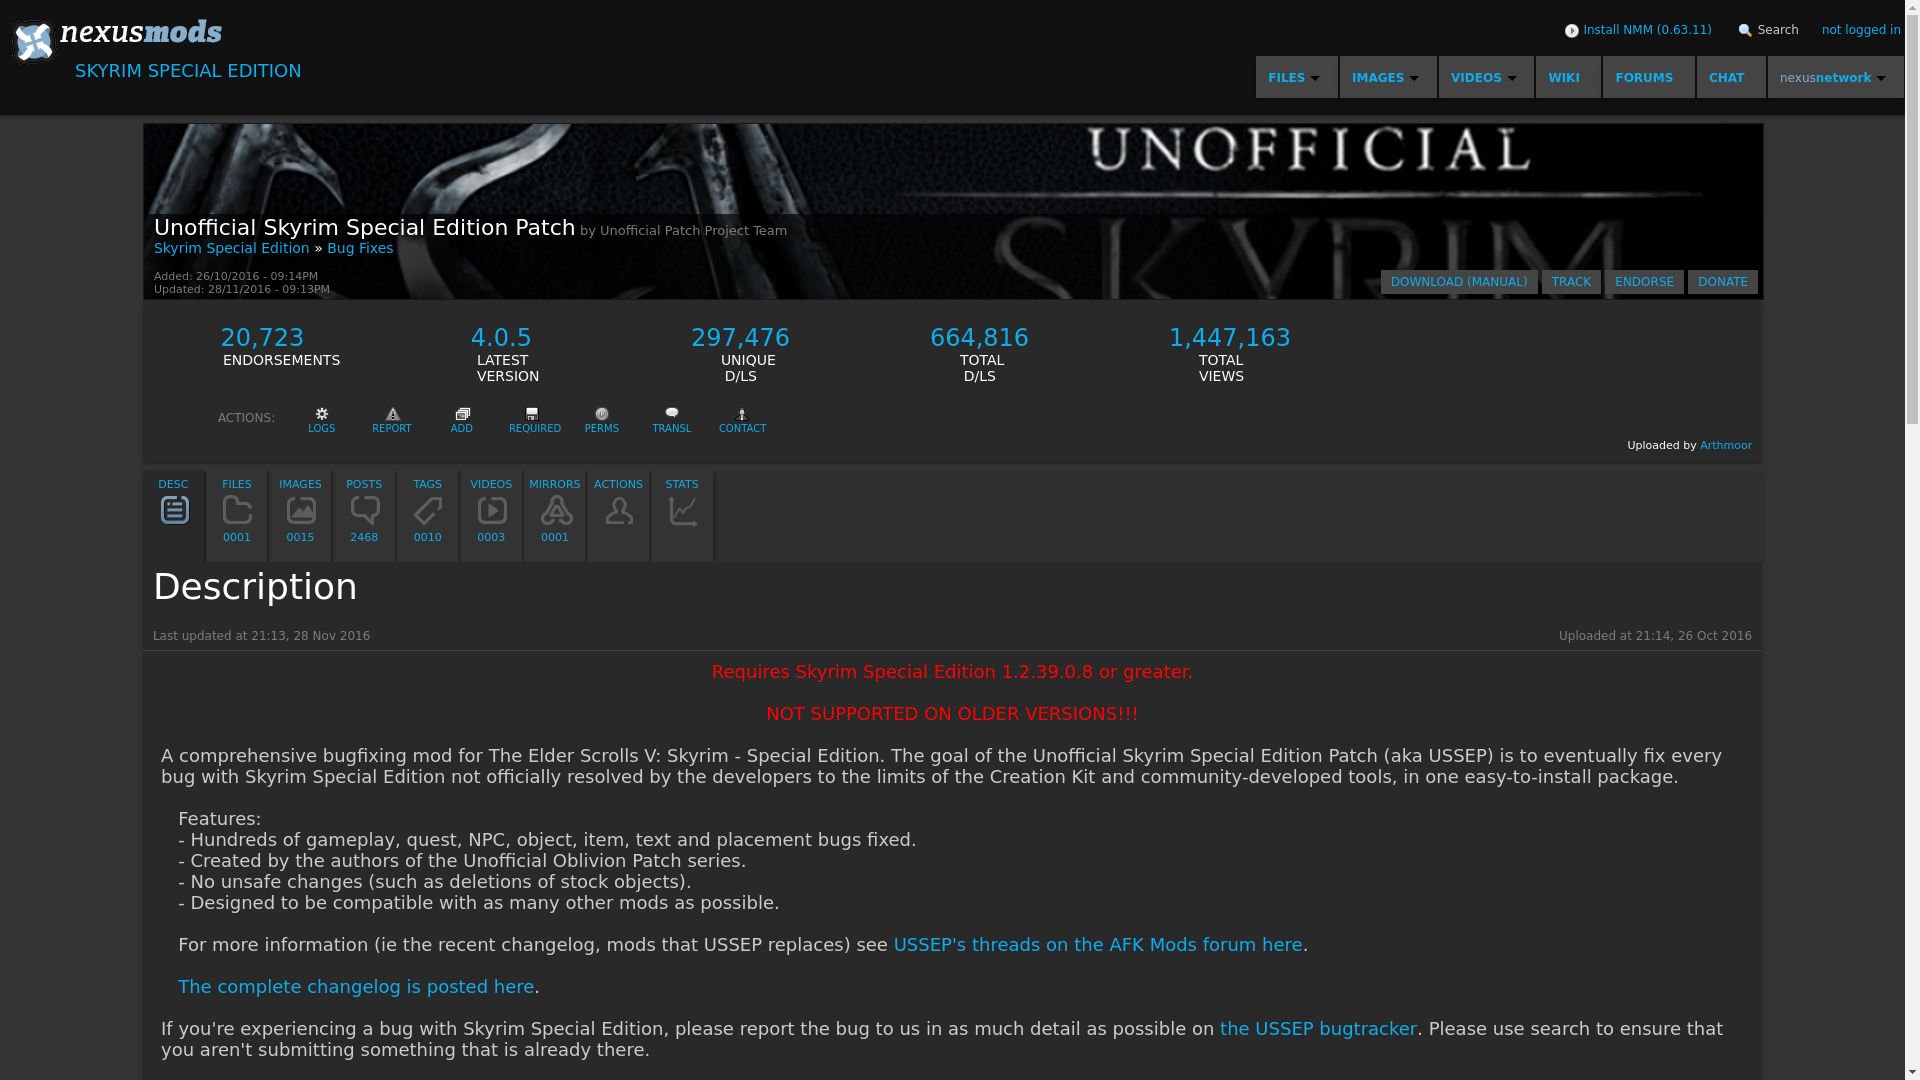 nexusmods
SKYRIM SPECIAL EDITION
Install NMM (0.63.11)
Search
not logged in
FILES
IMAGES
VIDEOS
WIKI
FORUMS
CHAT
nexusnetwork
UNOFFICIAL
SKYRIM
Unofficial Skyrim Special Edition Patch by Unofficial Patch Project Team
Skyrim Special Edition » Bug Fixes
Added: 26/10/2016 - 09:14PM
Updated: 28/11/2016 - 09:13PM
DOWNLOAD (MANUAL)
TRACK
ENDORSE
DONATE
20,723
ENDORSEMENTS
4.0.5
LATEST
VERSION
297,476
UNIQUE
D/LS
664,816
TOTAL
D/LS
1,447,163
TOTAL
VIEWS
ACTIONS:
LOGS
REPORT
ADD
REQUIRED
PERMS
TRANSL
CONTACT
Uploaded by Arthmoor
DESC
FILES
0001
IMAGES
0015
POSTS
2468
TAGS
0010
VIDEOS
0003
MIRRORS
0001
ACTIONS
STATS
Description
Last updated at 21:13, 28 Nov 2016
Uploaded at 21:14, 26 Oct 2016
Requires Skyrim Special Edition 1.2.39.0.8 or greater.
NOT SUPPORTED ON OLDER VERSIONS!!!
A comprehensive bugfixing mod for The Elder Scrolls V: Skyrim - Special Edition. The goal of the Unofficial Skyrim Special Edition Patch (aka USSEP) is to eventually fix every
bug with Skyrim Special Edition not officially resolved by the developers to the limits of the Creation Kit and community-developed tools, in one easy-to-install package.
Features:
- Hundreds of gameplay, quest, NPC, object, item, text and placement bugs fixed.
- Created by the authors of the Unofficial Oblivion Patch series.
- No unsafe changes (such as deletions of stock objects).
- Designed to be compatible with as many other mods as possible.
For more information (ie the recent changelog, mods that USSEP replaces) see USSEP's threads on the AFK Mods forum here.
The complete changelog is posted here.
If you're experiencing a bug with Skyrim Special Edition, please report the bug to us in as much detail as possible on the USSEP bugtracker. Please use search to ensure that
you aren't submitting something that is already there.